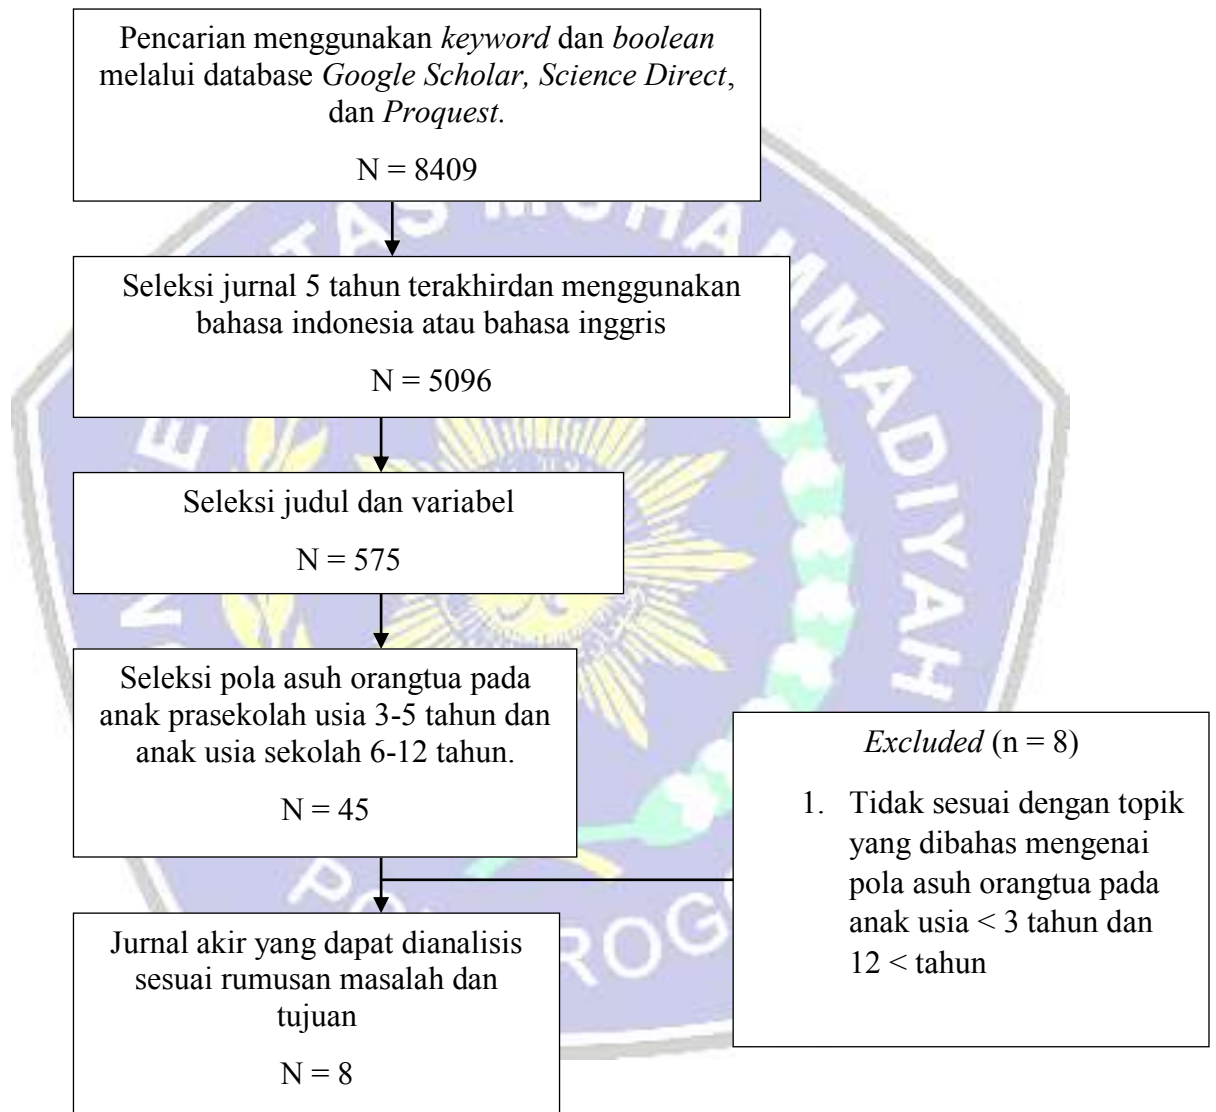 Pencarian menggunakan keyword dan boolean
melalui database Google Scholar, Science Direct,
dan Proquest.
N = 8409
Seleksi jurnal 5 tahun terakhirdan menggunakan
bahasa indonesia atau bahasa inggris
N = 5096
Seleksi judul dan variabel
N = 575
Seleksi pola asuh orangtua pada
anak prasekolah usia 3-5 tahun dan
anak usia sekolah 6-12 tahun.
N = 45
Excluded (n = 8)
1. Tidak sesuai dengan topik
yang dibahas mengenai
pola asuh orangtua pada
anak usia < 3 tahun dan
12 < tahun
Jurnal akir yang dapat dianalisis
sesuai rumusan masalah dan
tujuan
N = 8
TAS MUHAMMADIYAH